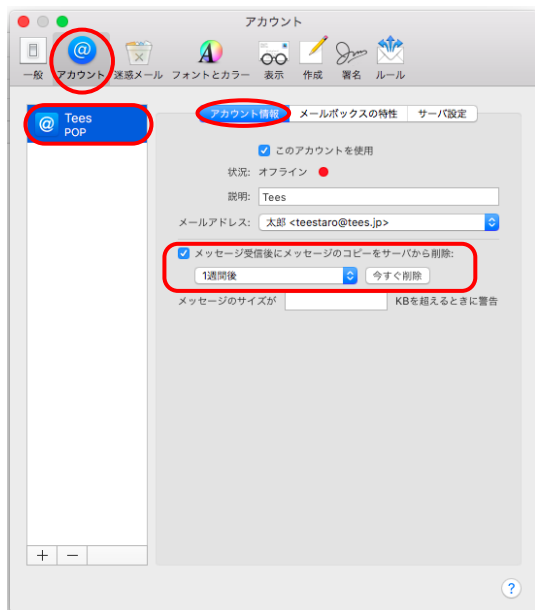 アカウント
一般 アカウント 迷惑メール フォントとカラー 表示 作成 署名 ルール
Tees
POP
アカウント情報 メールボックスの特性 サーバ設定
このアカウントを使用
状況: オフライン
説明: Tees
メールアドレス: 太郎 <teestaro@tees.jp>
メッセージ受信後にメッセージのコピーをサーバから削除:
1週間後 今すぐ削除
メッセージのサイズが KBを超えるときに警告
+ −
?